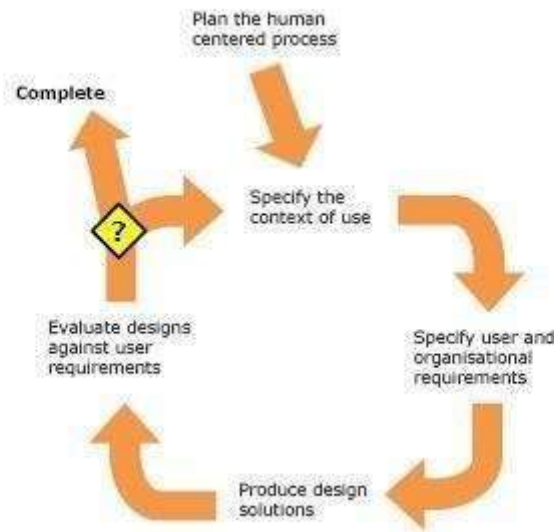 Plan the human
centered process
Complete
Specify the
context of use
?
Evaluate designs
against user
requirements
Specify user and
organisational
requirements
Produce design
solutions